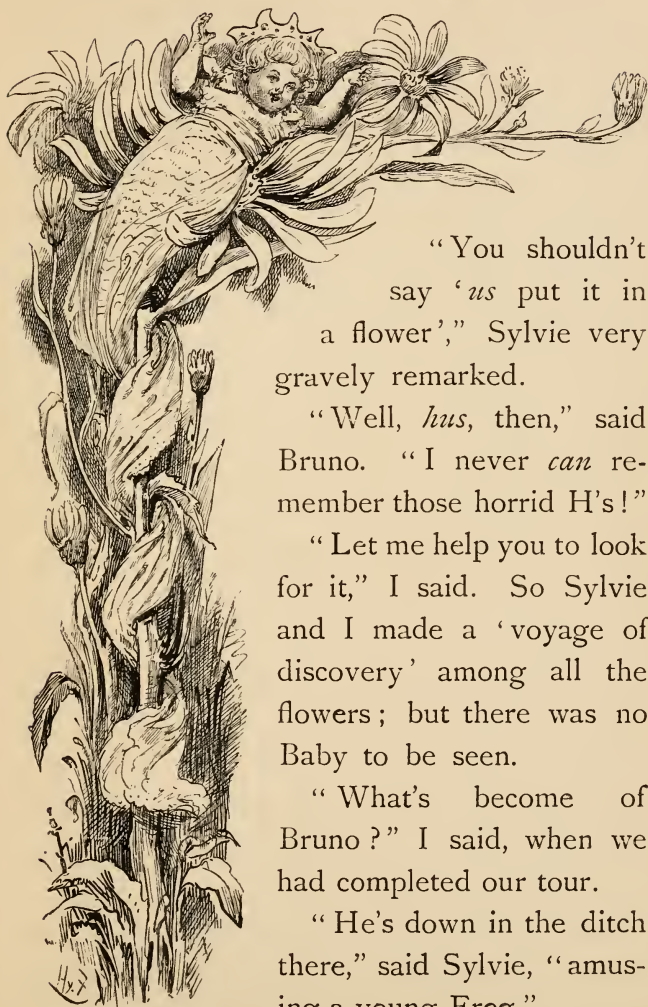 “You shouldn't
say ‘us put it in
a flower’,” Sylvie very
gravely remarked.
“Well, hus, then,” said
Bruno. “I never can re-
member those horrid H's!”
“Let me help you to look
for it,” I said. So Sylvie
and I made a ‘voyage of
discovery’ among all the
flowers; but there was no
Baby to be seen.
“What's become of
Bruno?” I said, when we
had completed our tour.
“He's down in the ditch
there,” said Sylvie, “amus-
ing a young Frog.”